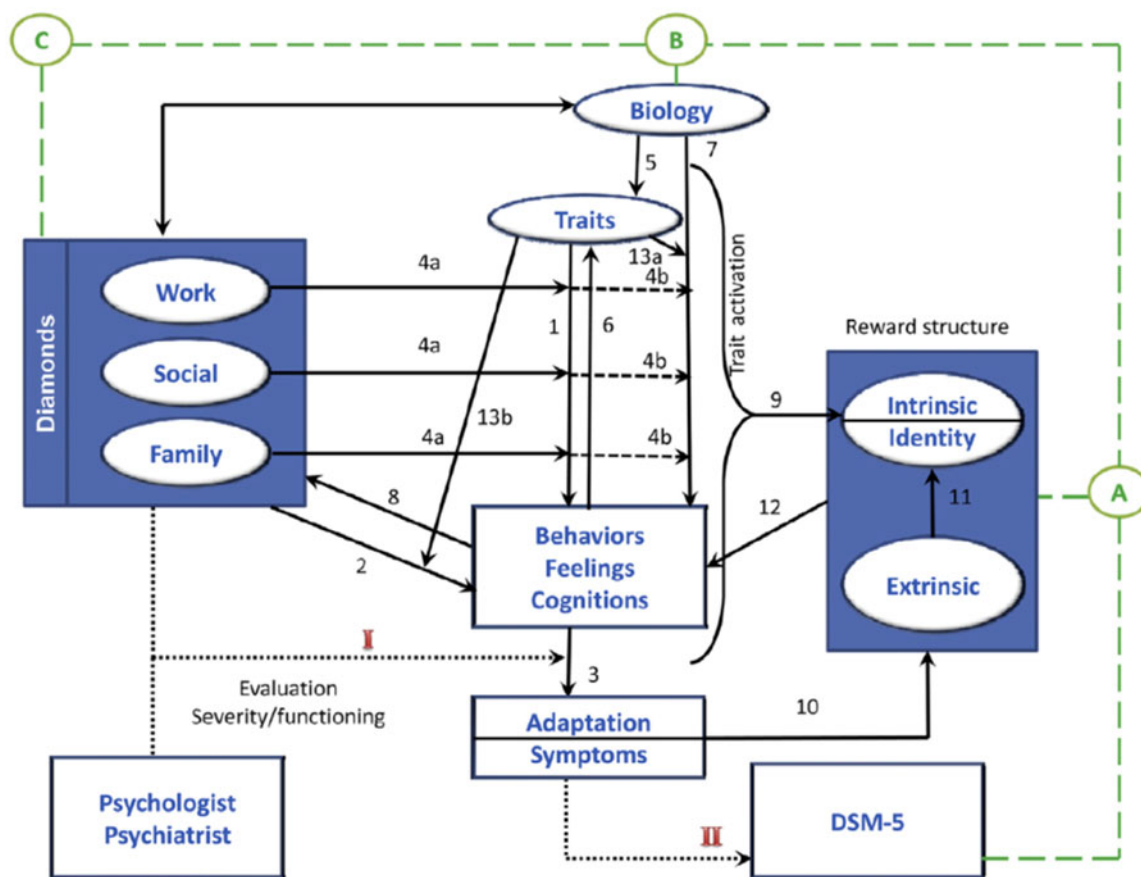 C
B
Biology
5
7
Traits
13a
4a
4b
Work
Diamonds
1
6
Trait activation
Reward structure
4a
4b
Social
9
Intrinsic
Identity
13b
4a
4b
Family
11
A
8
12
Behaviors
Feelings
Cognitions
2
Extrinsic
I
3
Evaluation
Severity/functioning
10
Adaptation
Symptoms
Psychologist
Psychiatrist
II
DSM-5